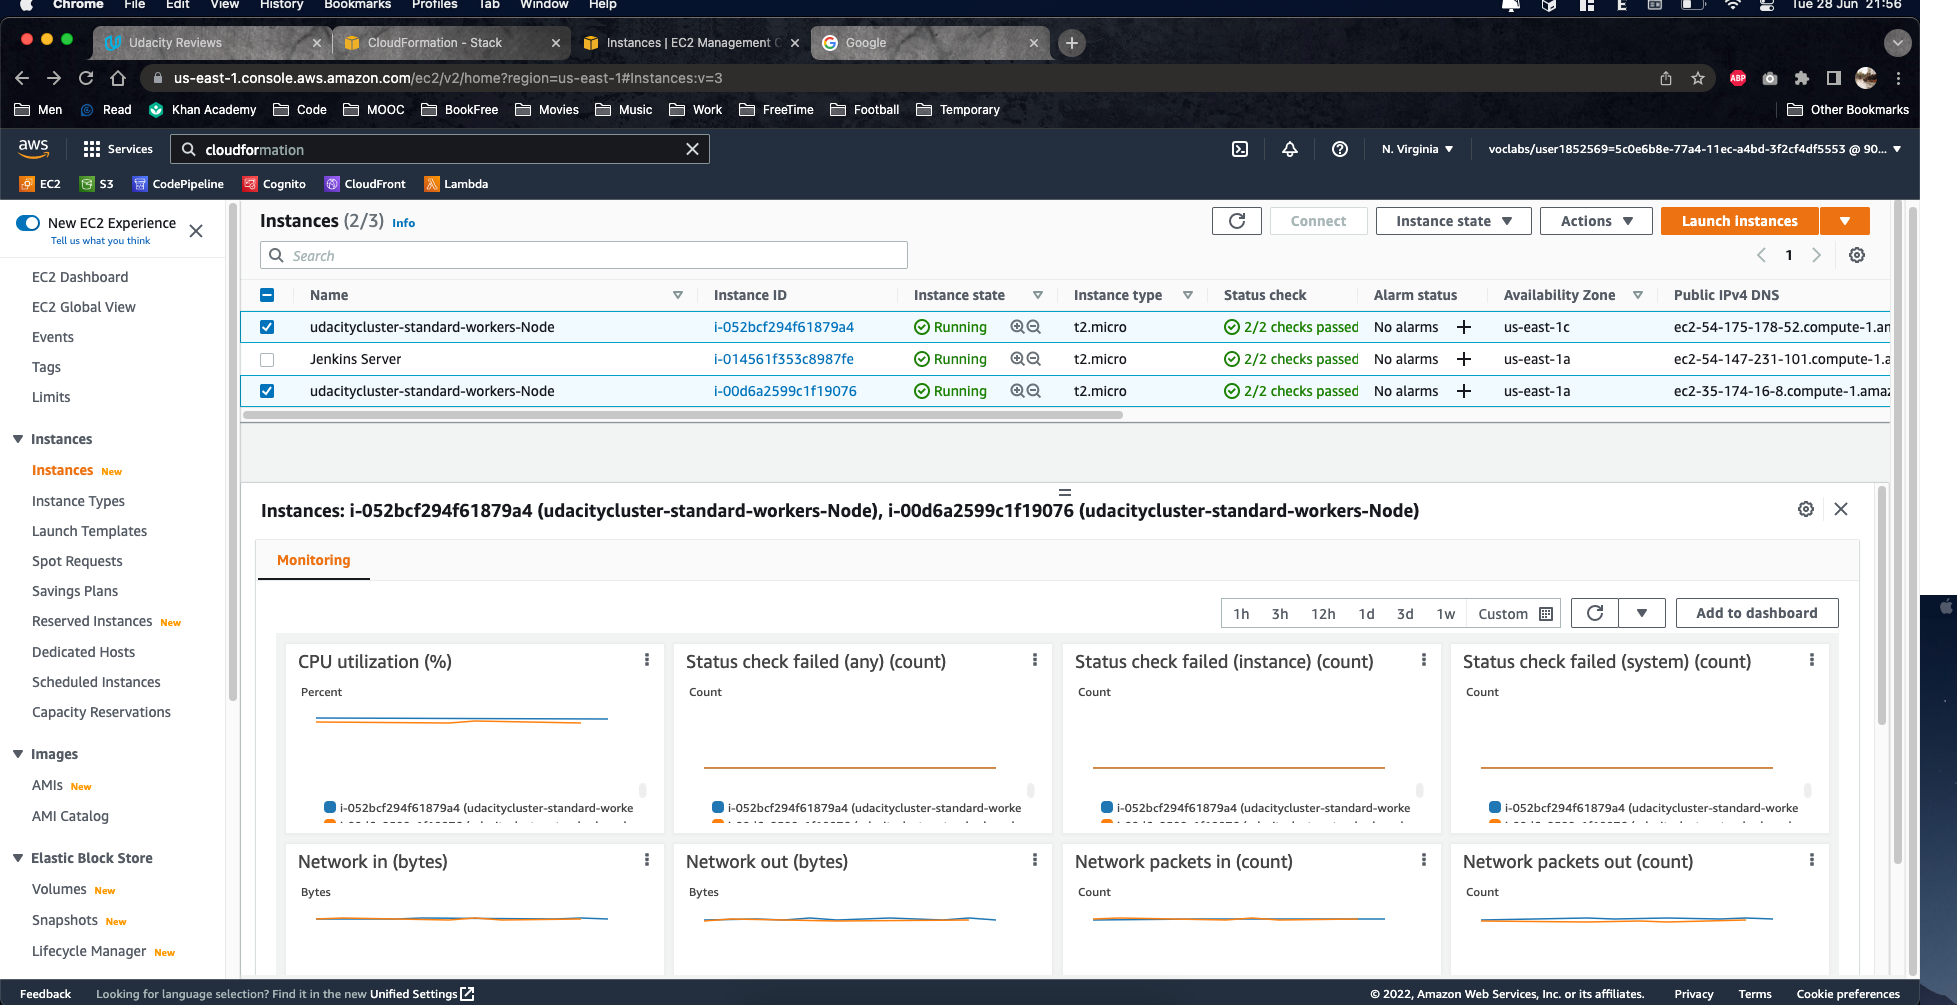 Chrome File Edit View History Bookmarks Profiles Tab Window Help Tue 28 Jun 21:56
Udacity Reviews CloudFormation - Stack Instances | EC2 Management C Google
us-east-1.console.aws.amazon.com/ec2/v2/home?region=us-east-1#Instances:v=3 ABP
Men Read Khan Academy Code MOOC BookFree Movies Music Work FreeTime Football Temporary Other Bookmarks
aws Services cloudformation N. Virginia voclabs/user1852569=5c0e6b8e-77a4-11ec-a4bd-3f2cf4df5553 @ 90...
EC2 S3 CodePipeline Cognito CloudFront Lambda
New EC2 Experience
Tell us what you think
EC2 Dashboard
EC2 Global View
Events
Tags
Limits
Instances
Instances New
Instance Types
Launch Templates
Spot Requests
Savings Plans
Reserved Instances New
Dedicated Hosts
Scheduled Instances
Capacity Reservations
Images
AMIs New
AMI Catalog
Elastic Block Store
Volumes New
Snapshots New
Lifecycle Manager New
Instances (2/3) Info Connect Instance state Actions Launch instances
Search 1
Name Instance ID Instance state Instance type Status check Alarm status Availability Zone Public IPv4 DNS
udacitycluster-standard-workers-Node i-052bcf294f61879a4 Running t2.micro 2/2 checks passed No alarms us-east-1c ec2-54-175-178-52.compute-1.am
Jenkins Server i-014561f353c8987fe Running t2.micro 2/2 checks passed No alarms us-east-1a ec2-54-147-231-101.compute-1.a
udacitycluster-standard-workers-Node i-00d6a2599c1f19076 Running t2.micro 2/2 checks passed No alarms us-east-1a ec2-35-174-16-8.compute-1.amaz
Instances: i-052bcf294f61879a4 (udacitycluster-standard-workers-Node), i-00d6a2599c1f19076 (udacitycluster-standard-workers-Node)
Monitoring
1h 3h 12h 1d 3d 1w Custom Add to dashboard
CPU utilization (%) Status check failed (any) (count) Status check failed (instance) (count) Status check failed (system) (count)
Percent Count Count Count
i-052bcf294f61879a4 (udacitycluster-standard-worke i-052bcf294f61879a4 (udacitycluster-standard-worke i-052bcf294f61879a4 (udacitycluster-standard-worke i-052bcf294f61879a4 (udacitycluster-standard-worke
Network in (bytes) Network out (bytes) Network packets in (count) Network packets out (count)
Bytes Bytes Count Count
Feedback Looking for language selection? Find it in the new Unified Settings © 2022, Amazon Web Services, Inc. or its affiliates. Privacy Terms Cookie preferences